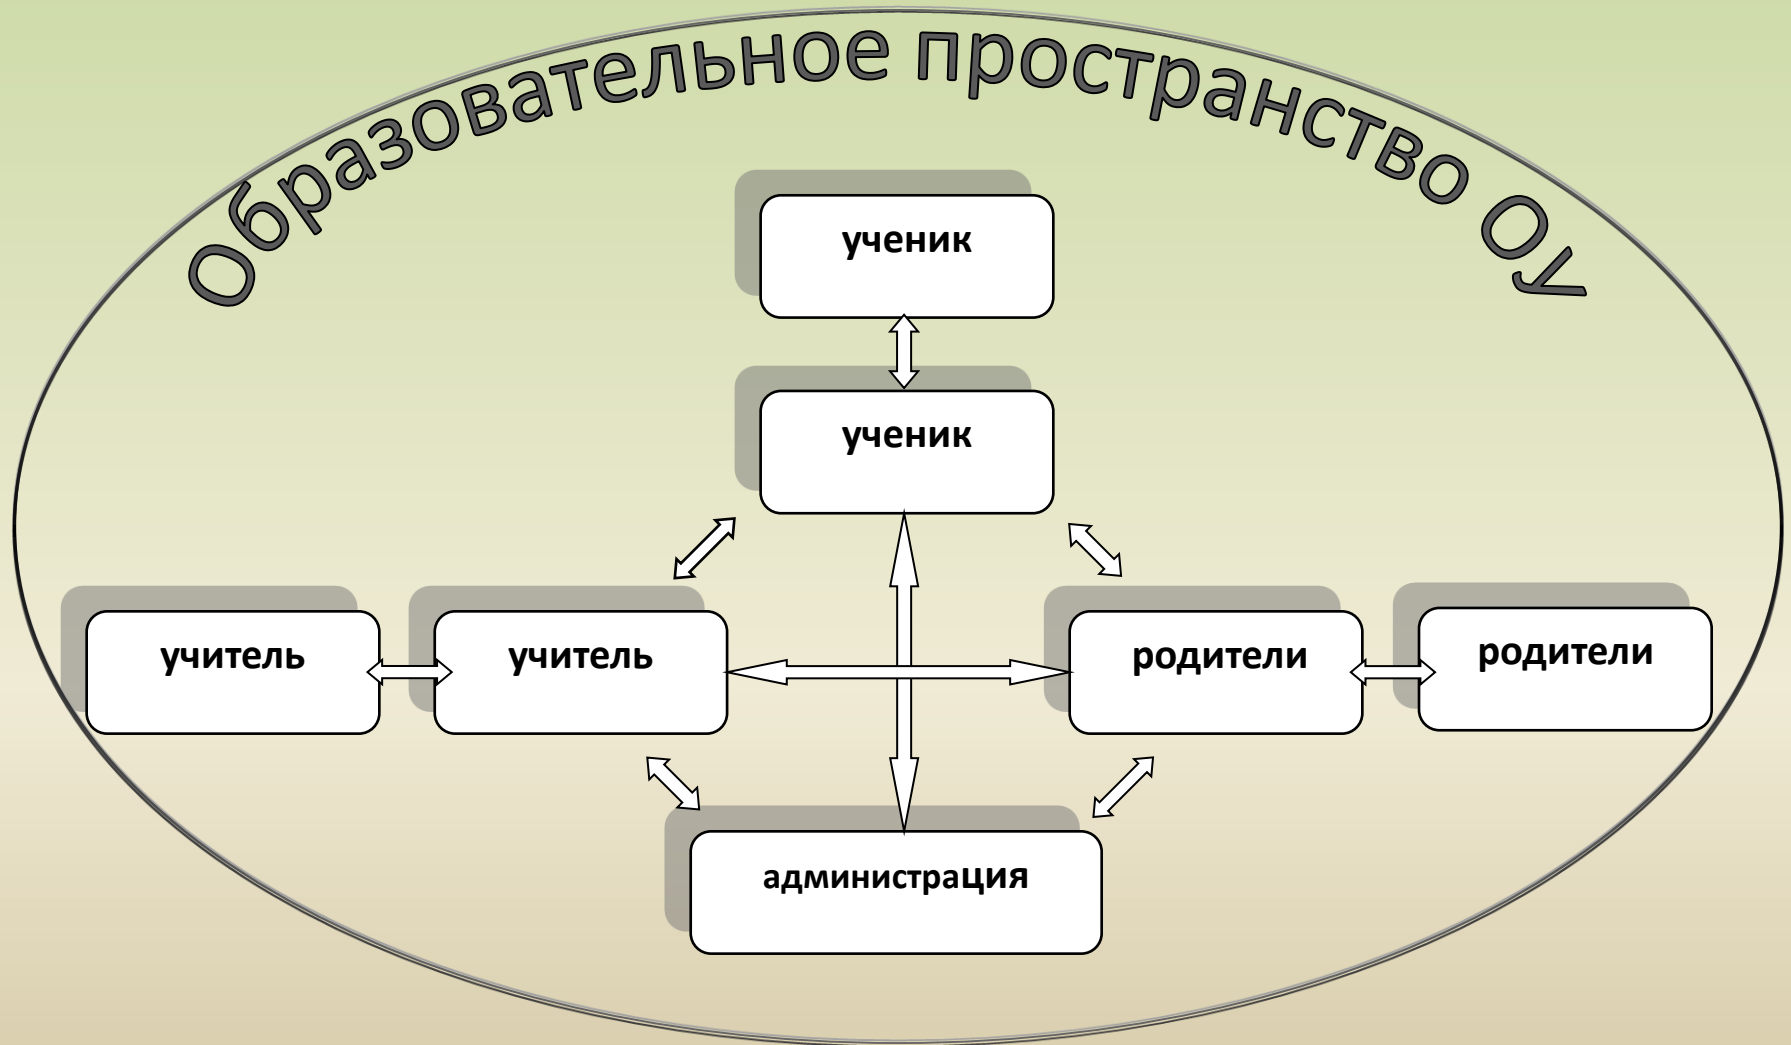 Образовательное пространство ОУ
ученик
ученик
учитель
учитель
родители
родители
администрация